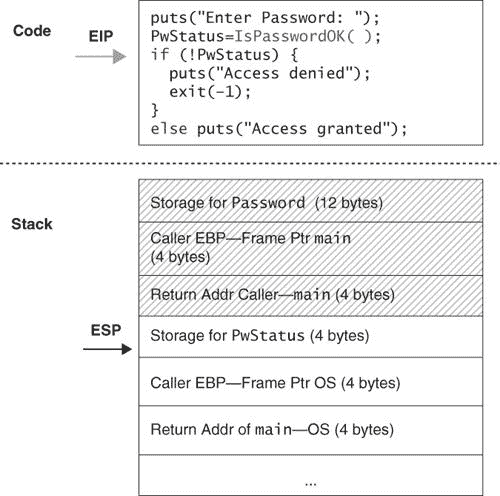 Code
EIP
puts("Enter Password: ");
PwStatus=IsPasswordOK( );
if (!PwStatus) {
puts("Access denied");
exit(–1);
}
else puts("Access granted");
Stack
Storage for Password (12 bytes)
Caller EBP—Frame Ptr main
(4 bytes)
Return Addr Caller—main (4 bytes)
ESP
Storage for PwStatus (4 bytes)
Caller EBP—Frame Ptr OS (4 bytes)
Return Addr of main—OS (4 bytes)
...